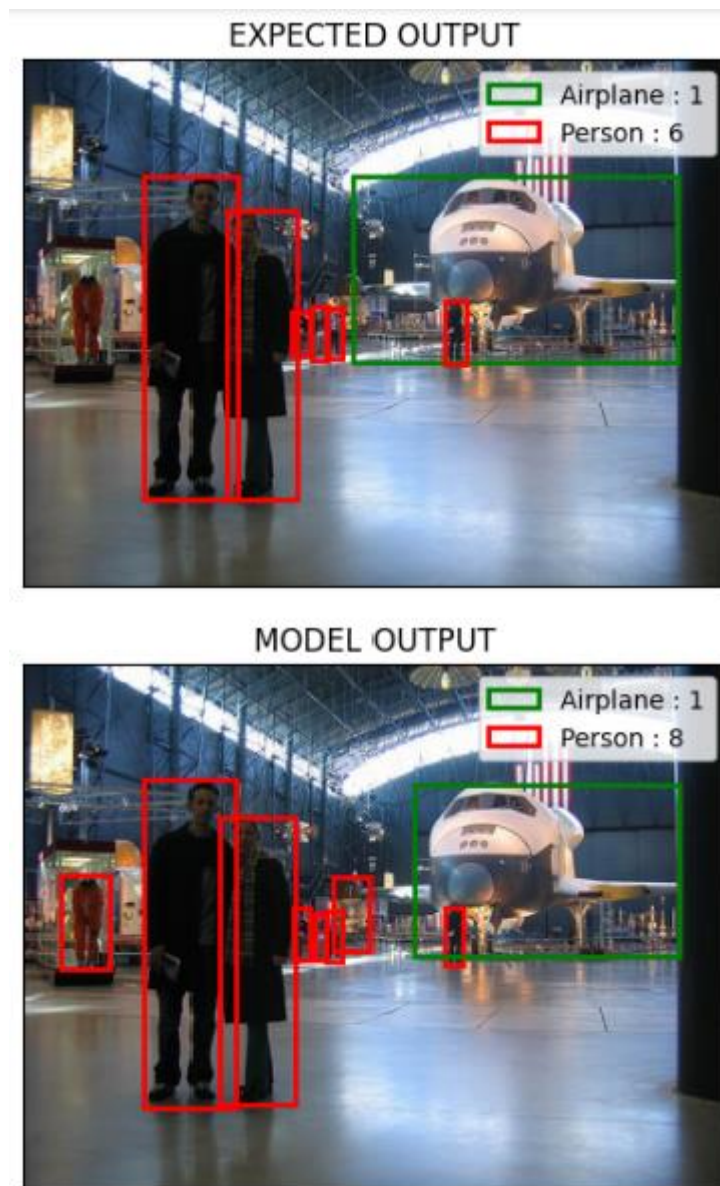 EXPECTED OUTPUT
Airplane : 1
Person : 6
MODEL OUTPUT
Airplane : 1
Person : 8